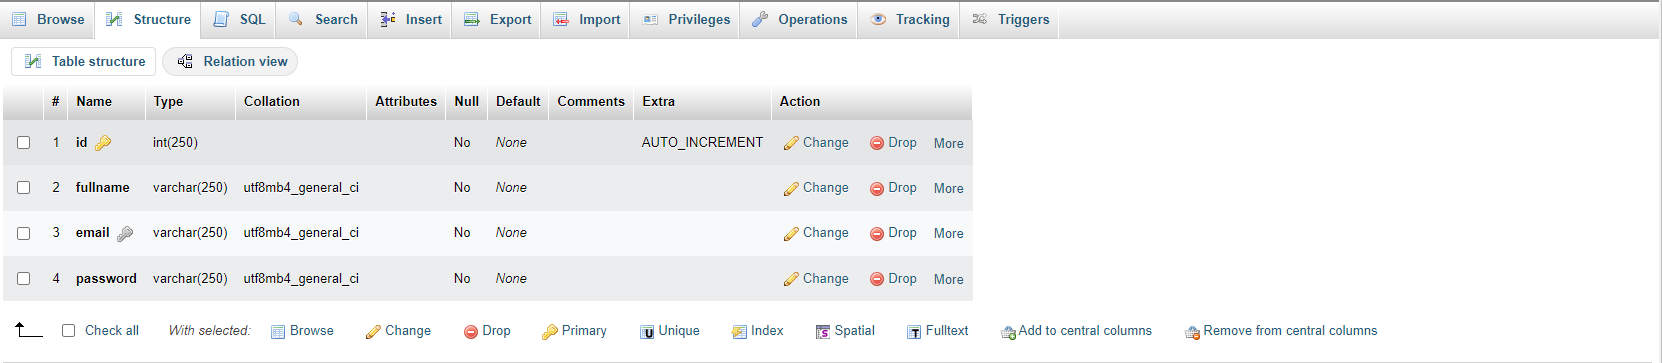 Browse Structure SQL Search Insert Export Import Privileges Operations Tracking Triggers
Table structure Relation view
# Name Type Collation Attributes Null Default Comments Extra Action
1 id int(250) No None AUTO_INCREMENT Change Drop More
2 fullname varchar(250) utf8mb4_general_ci No None Change Drop More
3 email varchar(250) utf8mb4_general_ci No None Change Drop More
4 password varchar(250) utf8mb4_general_ci No None Change Drop More
Check all With selected: Browse Change Drop Primary U Unique Index S Spatial T Fulltext Add to central columns Remove from central columns